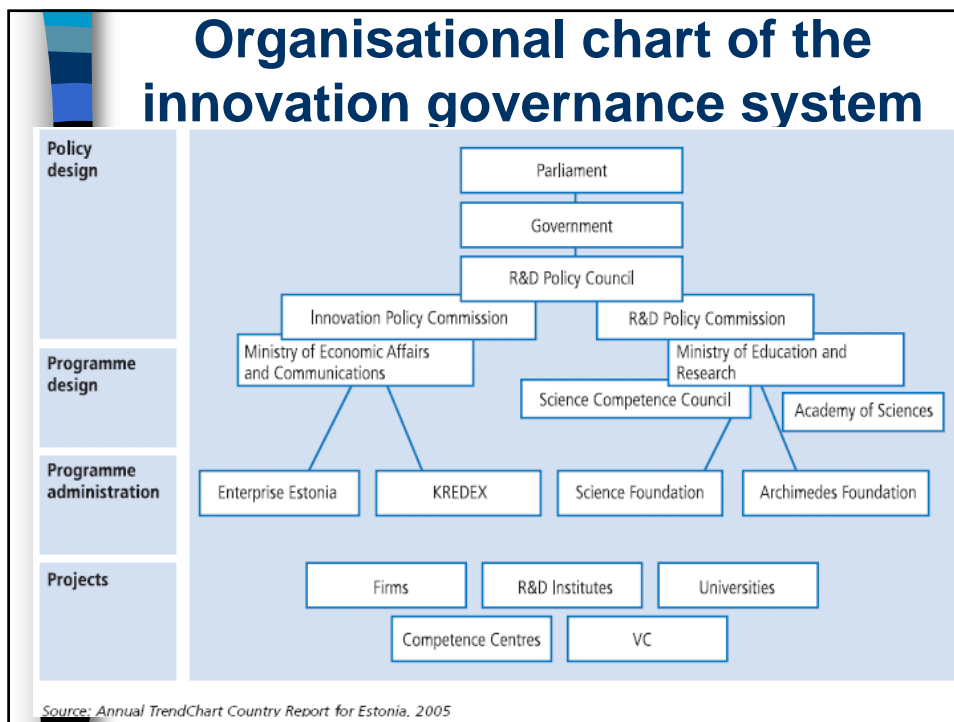 Organisational chart of the
innovation governance system
Policy
design
Parliament
Government
R&D Policy Council
Innovation Policy Commission
R&D Policy Commission
Programme
design
Ministry of Economic Affairs
and Communications
Ministry of Education and
Research
Science Competence Council
Academy of Sciences
Programme
administration
Enterprise Estonia
KREDEX
Science Foundation
Archimedes Foundation
Projects
Firms
R&D Institutes
Universities
Competence Centres
VC
Source: Annual TrendChart Country Report for Estonia, 2005